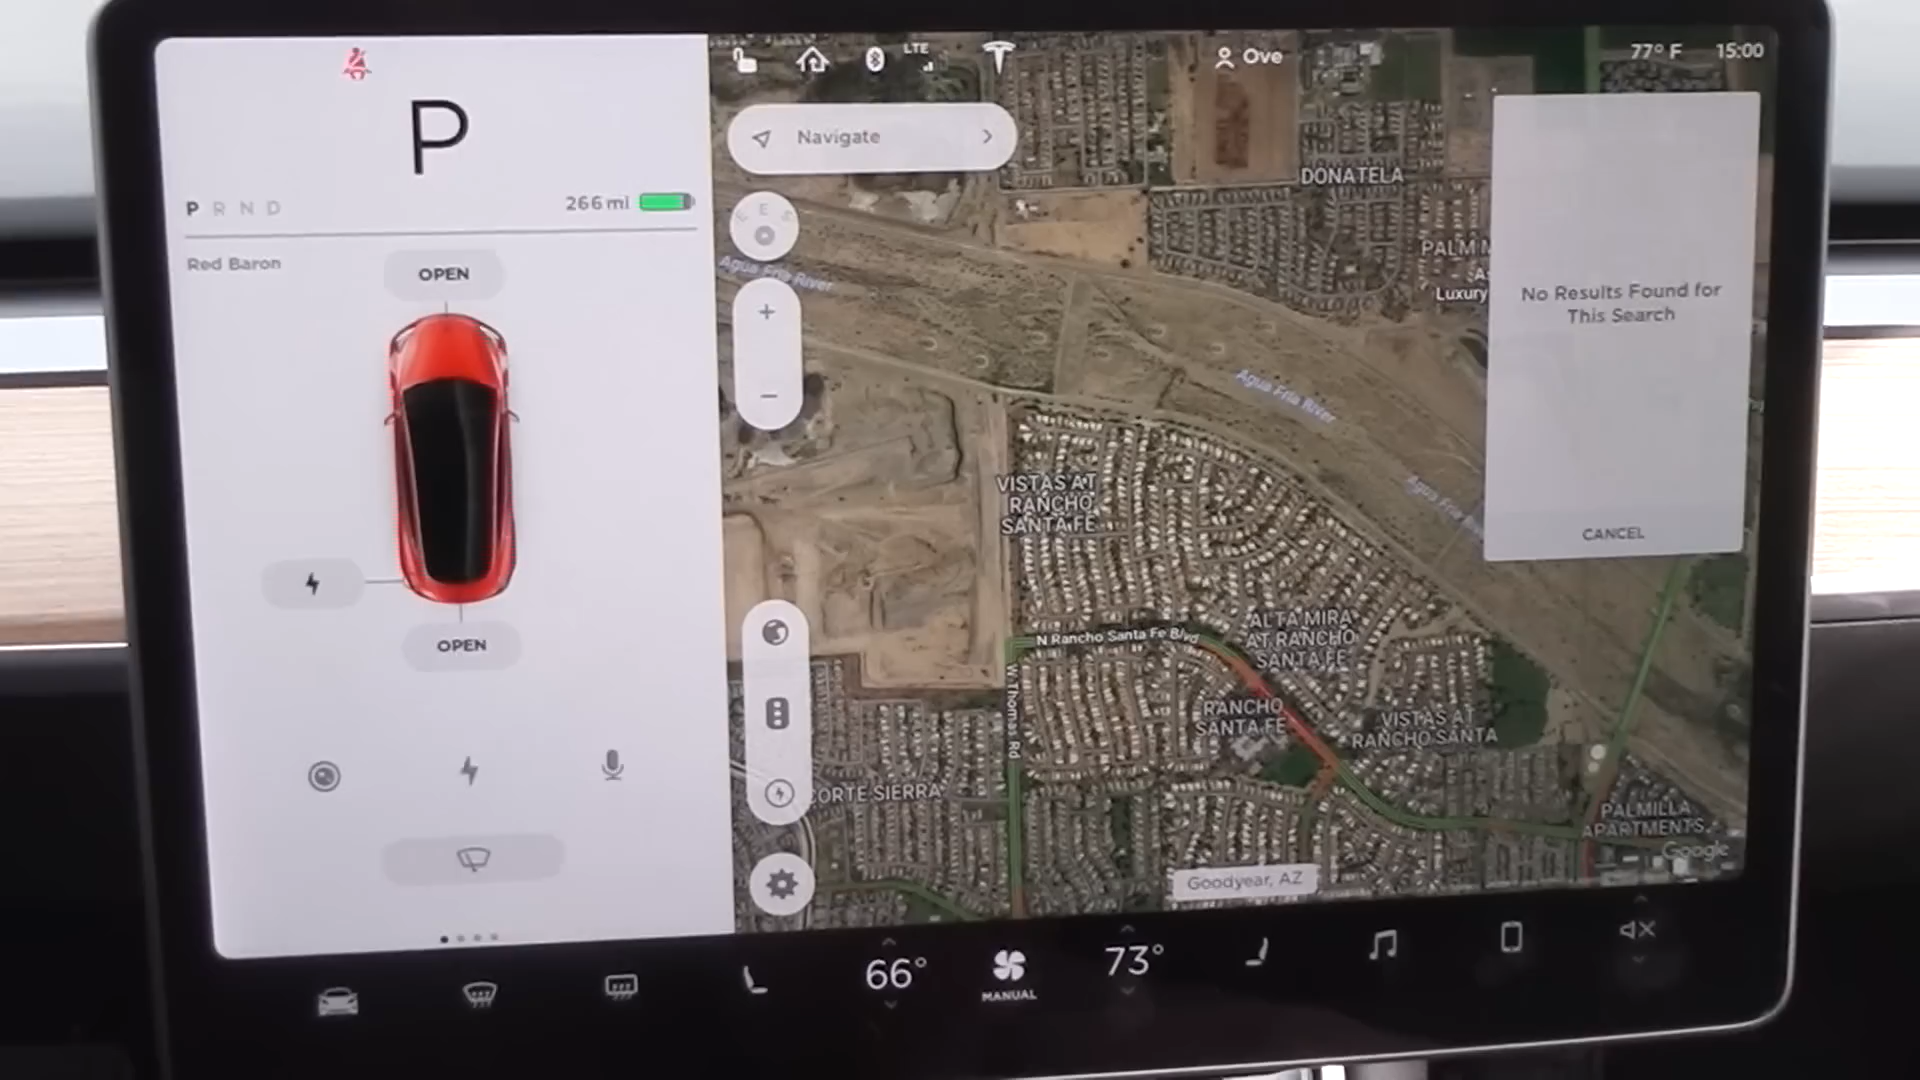 P
P R N D
266 mi
Red Baron
OPEN
OPEN
LTE
Ove
77° F
15:00
Navigate
E
DONATELA
PALM
Luxury
Agua Fria River
Agua Fria River
Agua Fria
No Results Found for
This Search
CANCEL
VISTAS AT
RANCHO
SANTA FE
N Rancho Santa Fe Blvd
ALTA MIRA
AT RANCHO
SANTA FE
W Thomas Rd
RANCHO
SANTA FE
VISTAS AT
RANCHO SANTA
CORTE SIERRA
PALMILLA
APARTMENTS
Google
Goodyear, AZ
66°
MANUAL
73°